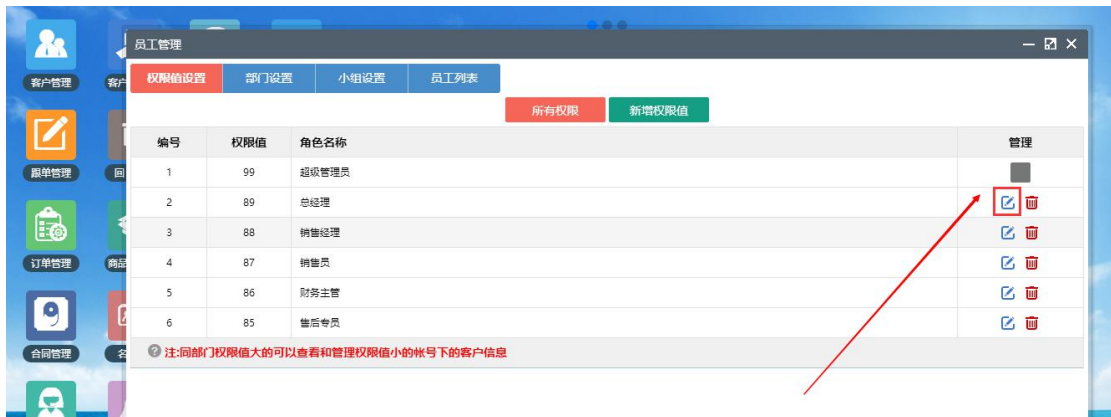 员工管理
权限值设置 部门设置 小组设置 员工列表
所有权限 新增权限值
编号 权限值 角色名称 管理
1 99 超级管理员
2 89 总经理
3 88 销售经理
4 87 销售员
5 86 财务主管
6 85 售后专员
注:同部门权限值大的可以查看和管理权限值小的帐号下的客户信息
客户管理 客户
跟单管理 回
订单管理 商品
合同管理 名